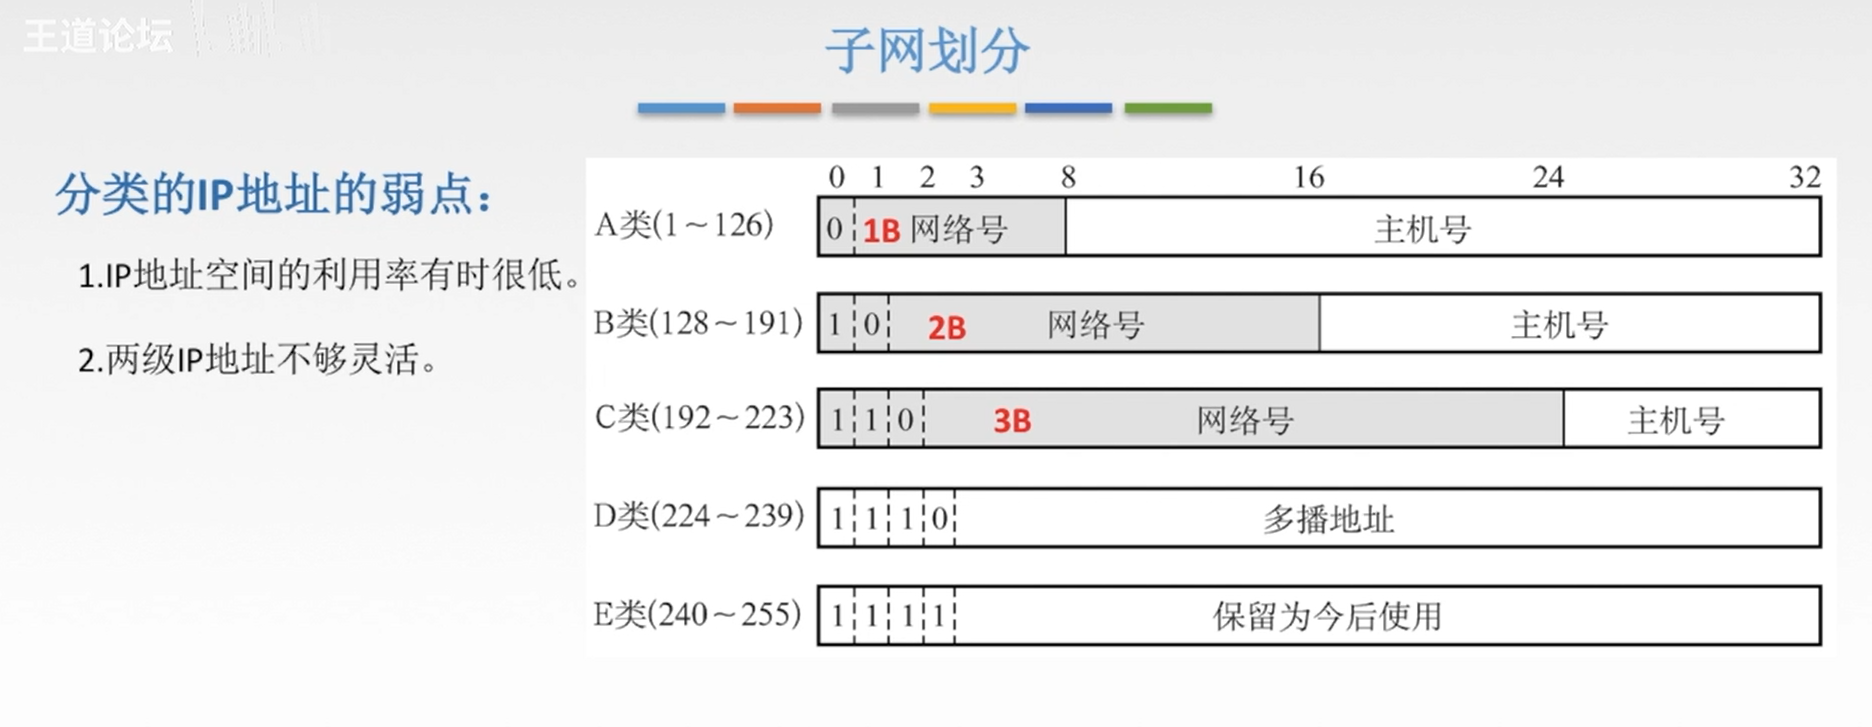 王道论坛
子网划分
分类的IP地址的弱点：
1.IP地址空间的利用率有时很低。
2.两级IP地址不够灵活。
0 1 2 3 8 16 24 32
A类(1～126) 0 1B 网络号 主机号
B类(128～191) 1 0 2B 网络号 主机号
C类(192～223) 1 1 0 3B 网络号 主机号
D类(224～239) 1 1 1 0 多播地址
E类(240～255) 1 1 1 1 保留为今后使用